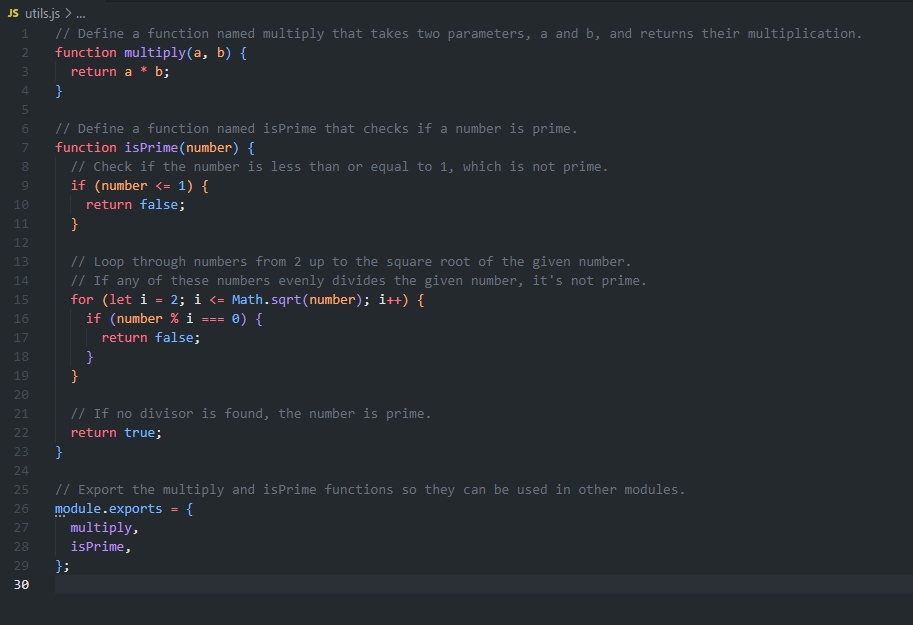 JS utils.js > ...
1 // Define a function named multiply that takes two parameters, a and b, and returns their multiplication.
2 function multiply(a, b) {
3   return a * b;
4 }
5
6 // Define a function named isPrime that checks if a number is prime.
7 function isPrime(number) {
8   // Check if the number is less than or equal to 1, which is not prime.
9   if (number <= 1) {
10     return false;
11   }
12
13   // Loop through numbers from 2 up to the square root of the given number.
14   // If any of these numbers evenly divides the given number, it's not prime.
15   for (let i = 2; i <= Math.sqrt(number); i++) {
16     if (number % i === 0) {
17       return false;
18     }
19   }
20
21   // If no divisor is found, the number is prime.
22   return true;
23 }
24
25 // Export the multiply and isPrime functions so they can be used in other modules.
26 module.exports = {
27   multiply,
28   isPrime,
29 };
30